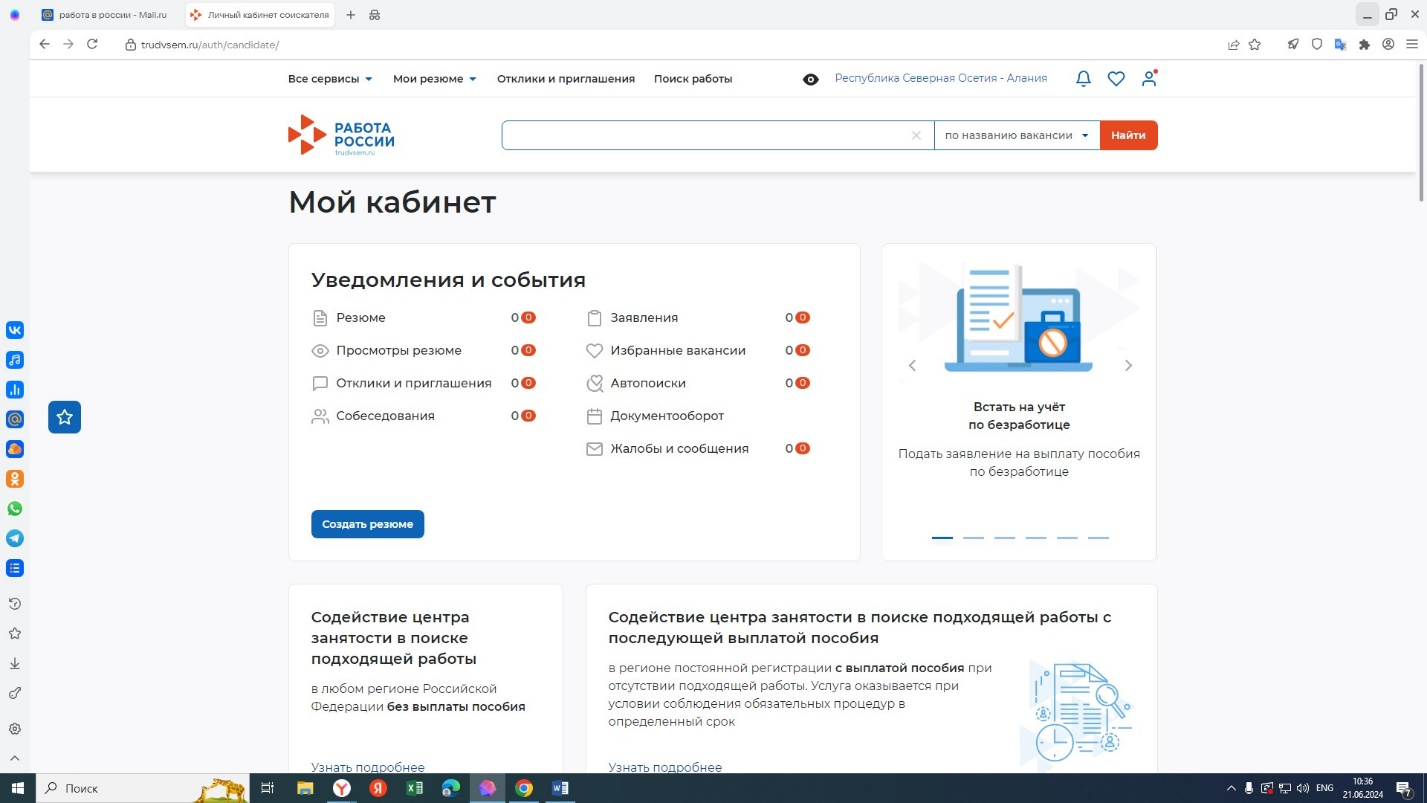 работа в россии - Mail.ru
Личный кабинет соискателя
trudvsem.ru/auth/candidate/
Все сервисы
Мои резюме
Отклики и приглашения
Поиск работы
Республика Северная Осетия - Алания
РАБОТА
РОССИИ
trudvsem.ru
по названию вакансии
Найти
Мой кабинет
Уведомления и события
Резюме 0 0
Просмотры резюме 0 0
Отклики и приглашения 0 0
Собеседования 0 0
Заявления 0 0
Избранные вакансии 0 0
Автопоиски 0 0
Документооборот
Жалобы и сообщения 0 0
Создать резюме
Встать на учёт
по безработице
Подать заявление на выплату пособия
по безработице
Содействие центра
занятости в поиске
подходящей работы
в любом регионе Российской
Федерации без выплаты пособия
Узнать подробнее
Содействие центра занятости в поиске подходящей работы с
последующей выплатой пособия
в регионе постоянной регистрации с выплатой пособия при
отсутствии подходящей работы. Услуга оказывается при
условии соблюдения обязательных процедур в
определенный срок
Узнать подробнее
Поиск
ENG
10:36
21.06.2024
7